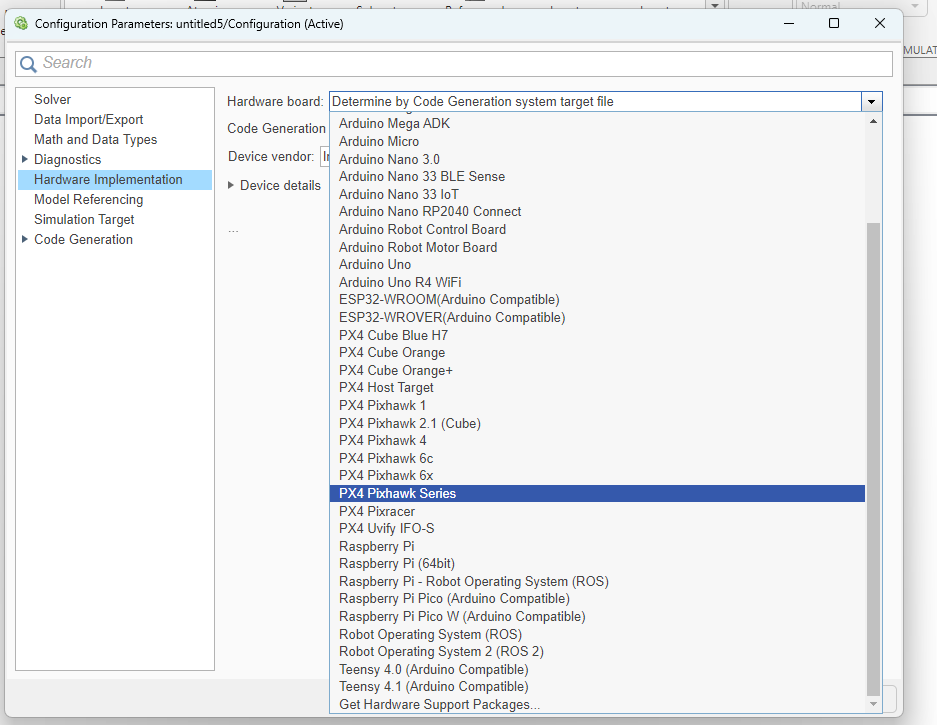 Normal
Configuration Parameters: untitled5/Configuration (Active)
MULAT
Search
Solver
Data Import/Export
Math and Data Types
Diagnostics
Hardware Implementation
Model Referencing
Simulation Target
Code Generation
Hardware board: Determine by Code Generation system target file
Code Generation
Device vendor: In
Device details
...
Arduino Mega ADK
Arduino Micro
Arduino Nano 3.0
Arduino Nano 33 BLE Sense
Arduino Nano 33 IoT
Arduino Nano RP2040 Connect
Arduino Robot Control Board
Arduino Robot Motor Board
Arduino Uno
Arduino Uno R4 WiFi
ESP32-WROOM(Arduino Compatible)
ESP32-WROVER(Arduino Compatible)
PX4 Cube Blue H7
PX4 Cube Orange
PX4 Cube Orange+
PX4 Host Target
PX4 Pixhawk 1
PX4 Pixhawk 2.1 (Cube)
PX4 Pixhawk 4
PX4 Pixhawk 6c
PX4 Pixhawk 6x
PX4 Pixhawk Series
PX4 Pixracer
PX4 Uvify IFO-S
Raspberry Pi
Raspberry Pi (64bit)
Raspberry Pi - Robot Operating System (ROS)
Raspberry Pi Pico (Arduino Compatible)
Raspberry Pi Pico W (Arduino Compatible)
Robot Operating System (ROS)
Robot Operating System 2 (ROS 2)
Teensy 4.0 (Arduino Compatible)
Teensy 4.1 (Arduino Compatible)
Get Hardware Support Packages...